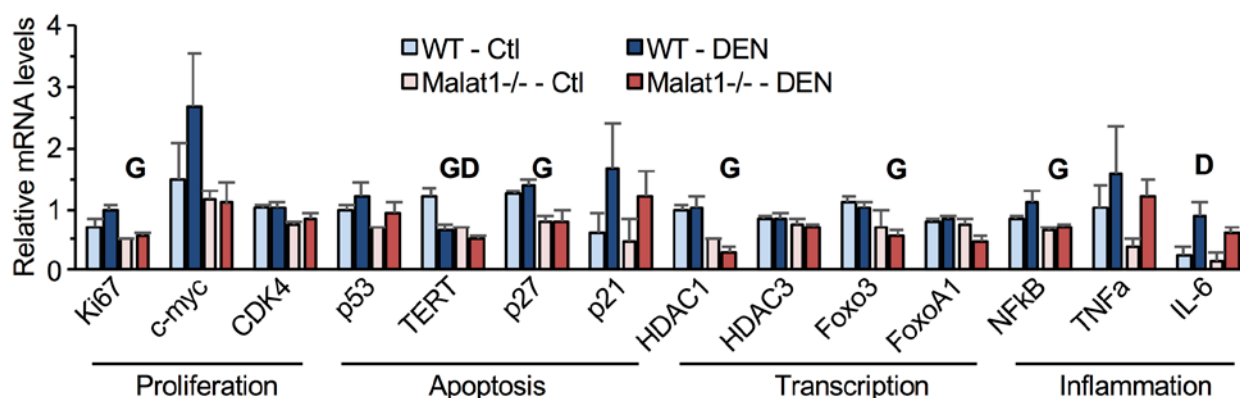 Relative mRNA levels
4
3
2
1
0
WT - Ctl
WT - DEN
Malat1-/- - Ctl
Malat1-/- - DEN
G
GD
G
G
G
G
D
Ki67
c-myc
CDK4
p53
TERT
p27
p21
HDAC1
HDAC3
Foxo3
FoxoA1
NFkB
TNFa
IL-6
Proliferation
Apoptosis
Transcription
Inflammation